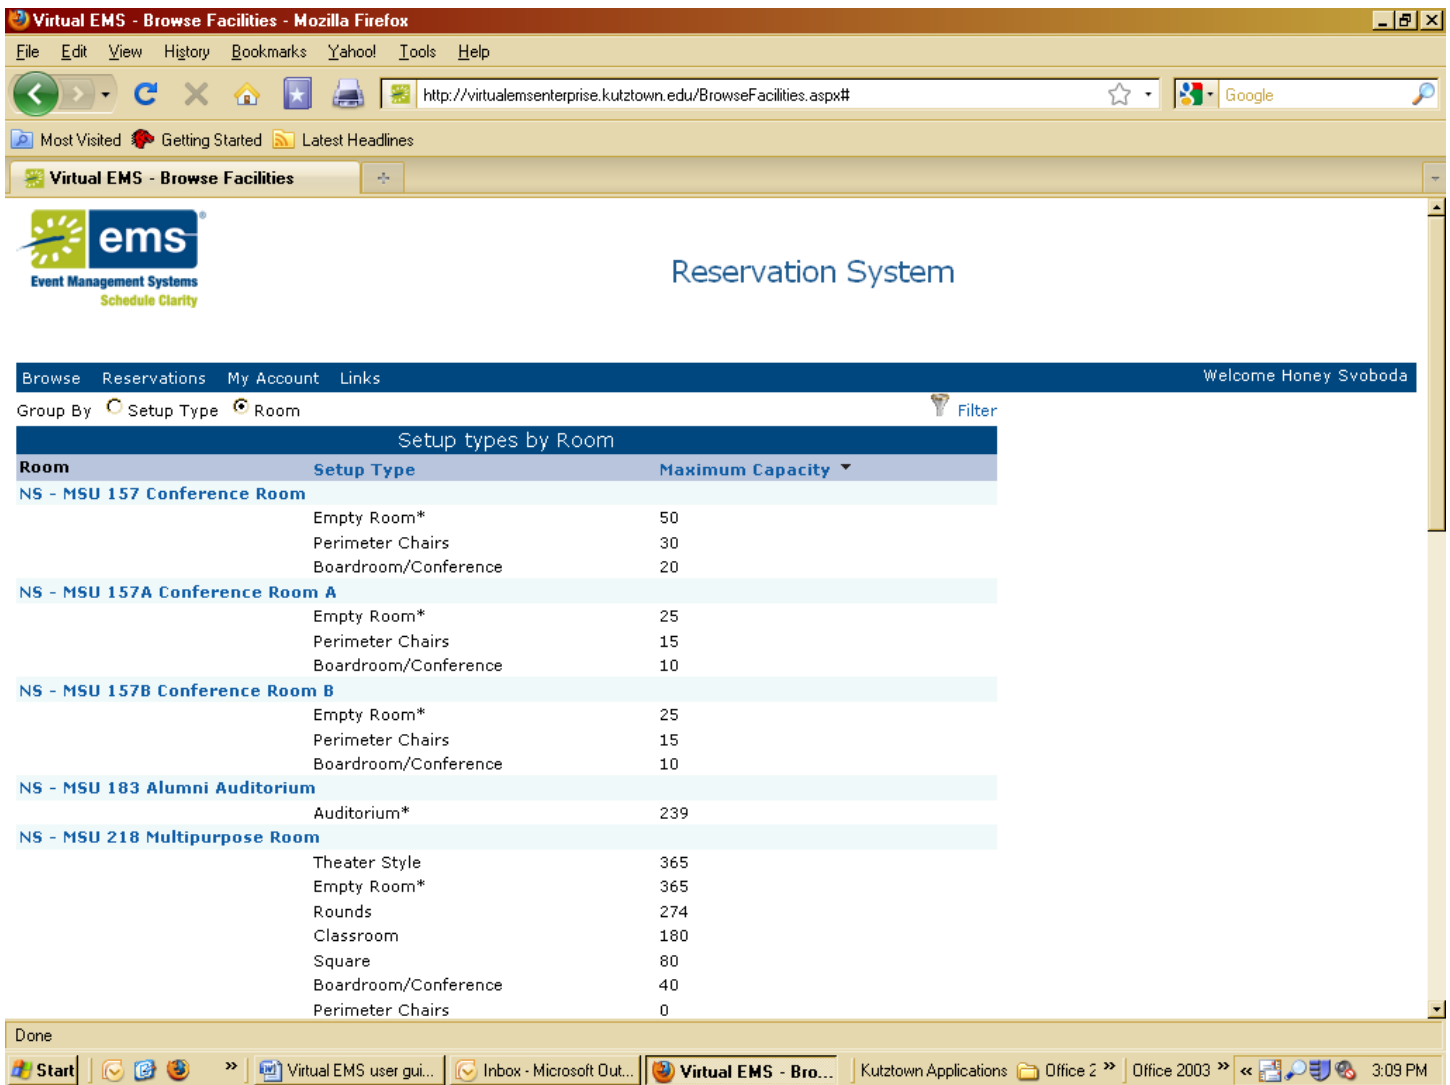 Virtual EMS - Browse Facilities - Mozilla Firefox
File Edit View History Bookmarks Yahoo! Tools Help
http://virtualemsenterprise.kutztown.edu/BrowseFacilities.aspx# Google
Most Visited Getting Started Latest Headlines
Virtual EMS - Browse Facilities
ems®
Event Management Systems
Schedule Clarity
Reservation System
Browse Reservations My Account Links Welcome Honey Svoboda
Group By Setup Type Room Filter
Setup types by Room
Room Setup Type Maximum Capacity
NS - MSU 157 Conference Room
Empty Room* 50
Perimeter Chairs 30
Boardroom/Conference 20
NS - MSU 157A Conference Room A
Empty Room* 25
Perimeter Chairs 15
Boardroom/Conference 10
NS - MSU 157B Conference Room B
Empty Room* 25
Perimeter Chairs 15
Boardroom/Conference 10
NS - MSU 183 Alumni Auditorium
Auditorium* 239
NS - MSU 218 Multipurpose Room
Theater Style 365
Empty Room* 365
Rounds 274
Classroom 180
Square 80
Boardroom/Conference 40
Perimeter Chairs 0
Done
Start » Virtual EMS user gui... Inbox - Microsoft Out... Virtual EMS - Bro... Kutztown Applications Office 2 » Office 2003 » « 3:09 PM